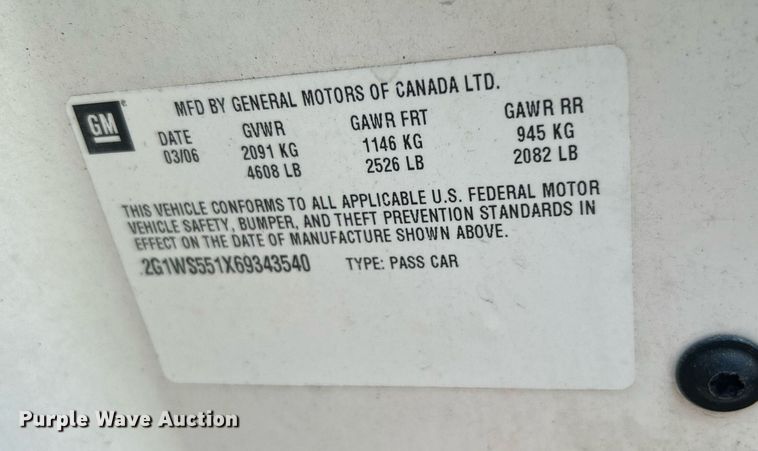 GM
MFD BY GENERAL MOTORS OF CANADA LTD.
DATE GVWR GAWR FRT GAWR RR
03/06 2091 KG 1146 KG 945 KG
4608 LB 2526 LB 2082 LB
THIS VEHICLE CONFORMS TO ALL APPLICABLE U.S. FEDERAL MOTOR
VEHICLE SAFETY, BUMPER, AND THEFT PREVENTION STANDARDS IN
EFFECT ON THE DATE OF MANUFACTURE SHOWN ABOVE.
2G1WS551X69343540 TYPE: PASS CAR
Purple Wave Auction